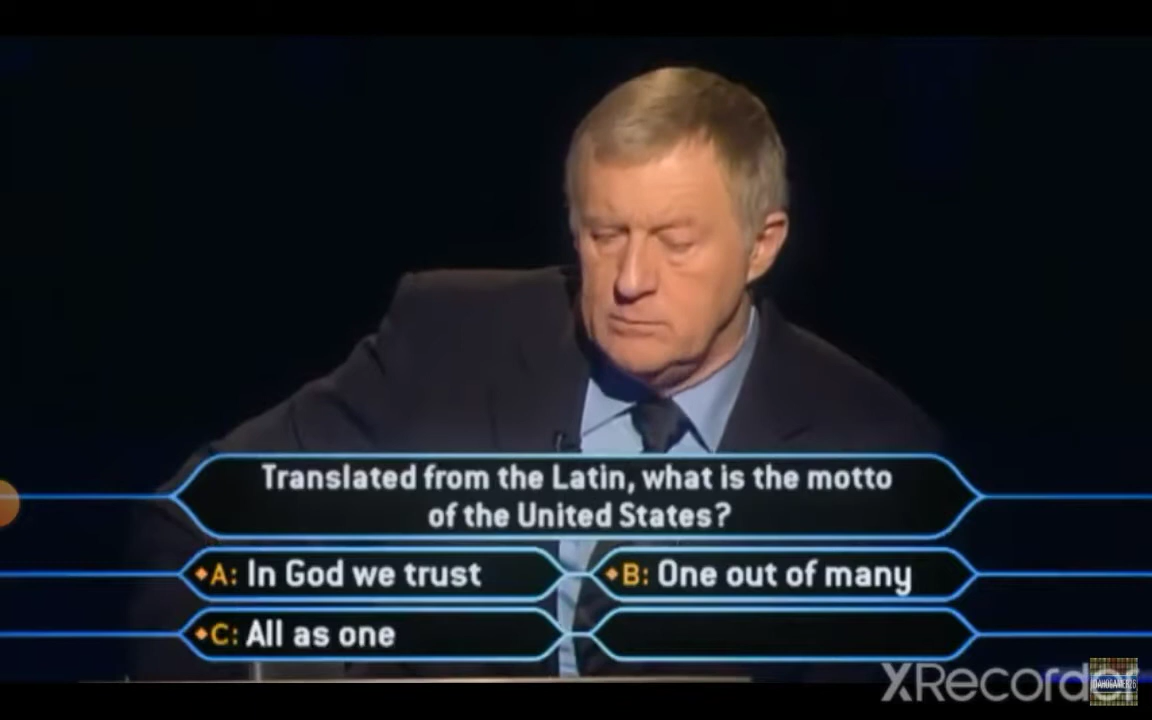 Translated from the Latin, what is the motto
of the United States?
A: In God we trust
B: One out of many
C: All as one
XRecorder